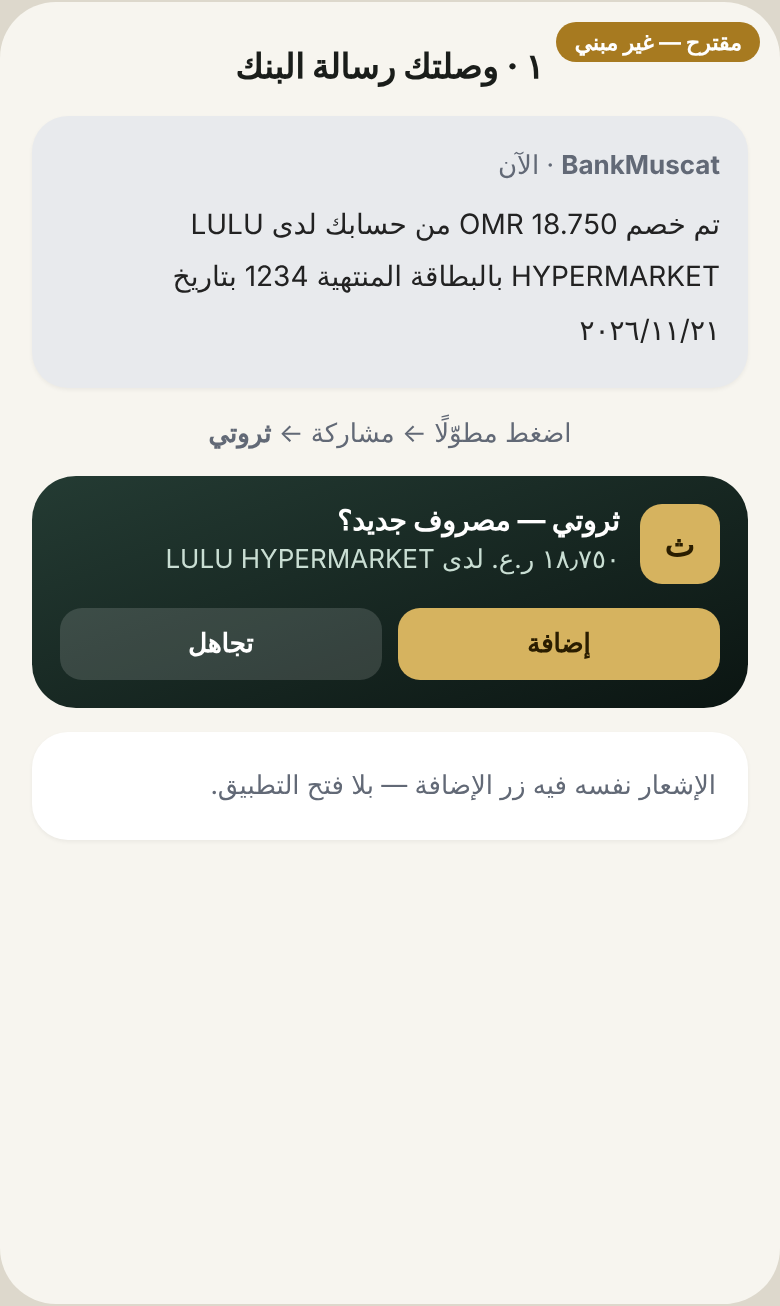 مقترح — غير مبني
١ · وصلتك رسالة البنك
BankMuscat · الآن
تم خصم OMR 18.750 من حسابك لدى LULU
HYPERMARKET بالبطاقة المنتهية 1234 بتاريخ
٢٠٢٦/١١/٢١
اضغط مطوّلًا ← مشاركة ← ثروتي
ث
ثروتي — مصروف جديد؟
١٨٫٧٥٠ ر.ع. لدى LULU HYPERMARKET
إضافة
تجاهل
الإشعار نفسه فيه زر الإضافة — بلا فتح التطبيق.